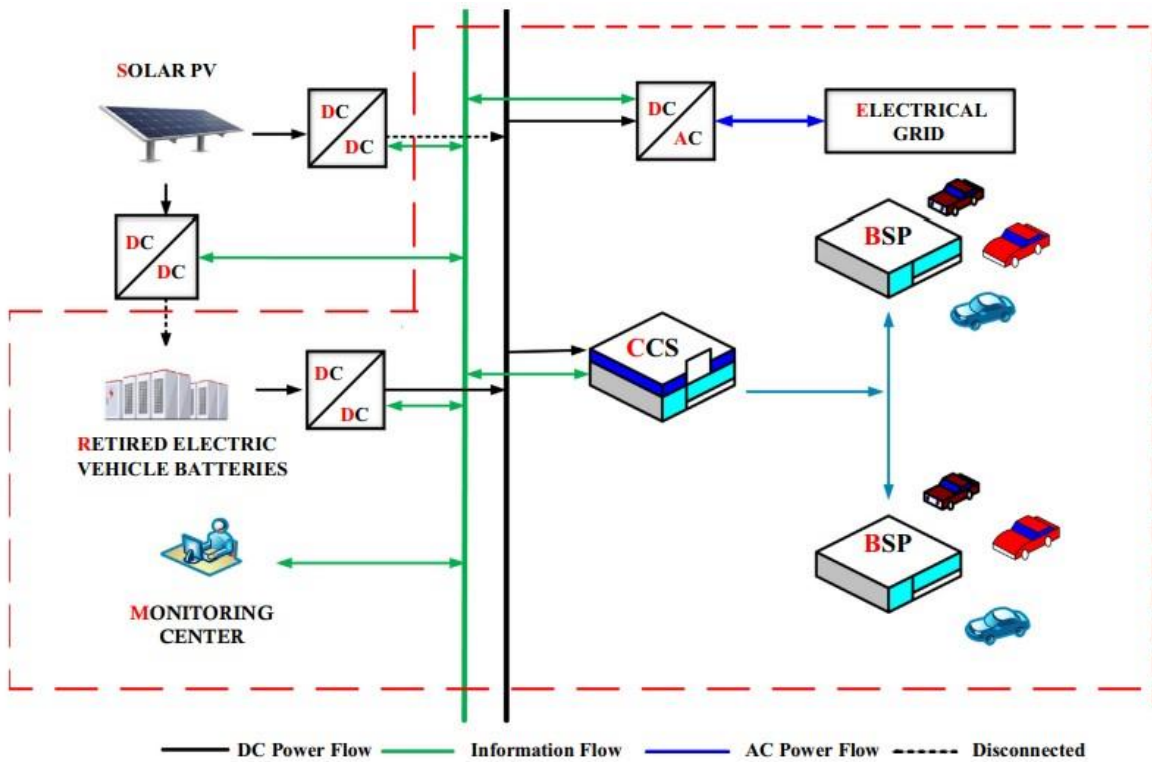 SOLAR PV
DC
DC
DC
AC
ELECTRICAL
GRID
DC
DC
BSP
CCS
DC
DC
RETIRED ELECTRIC
VEHICLE BATTERIES
BSP
MONITORING
CENTER
DC Power Flow
Information Flow
AC Power Flow
Disconnected